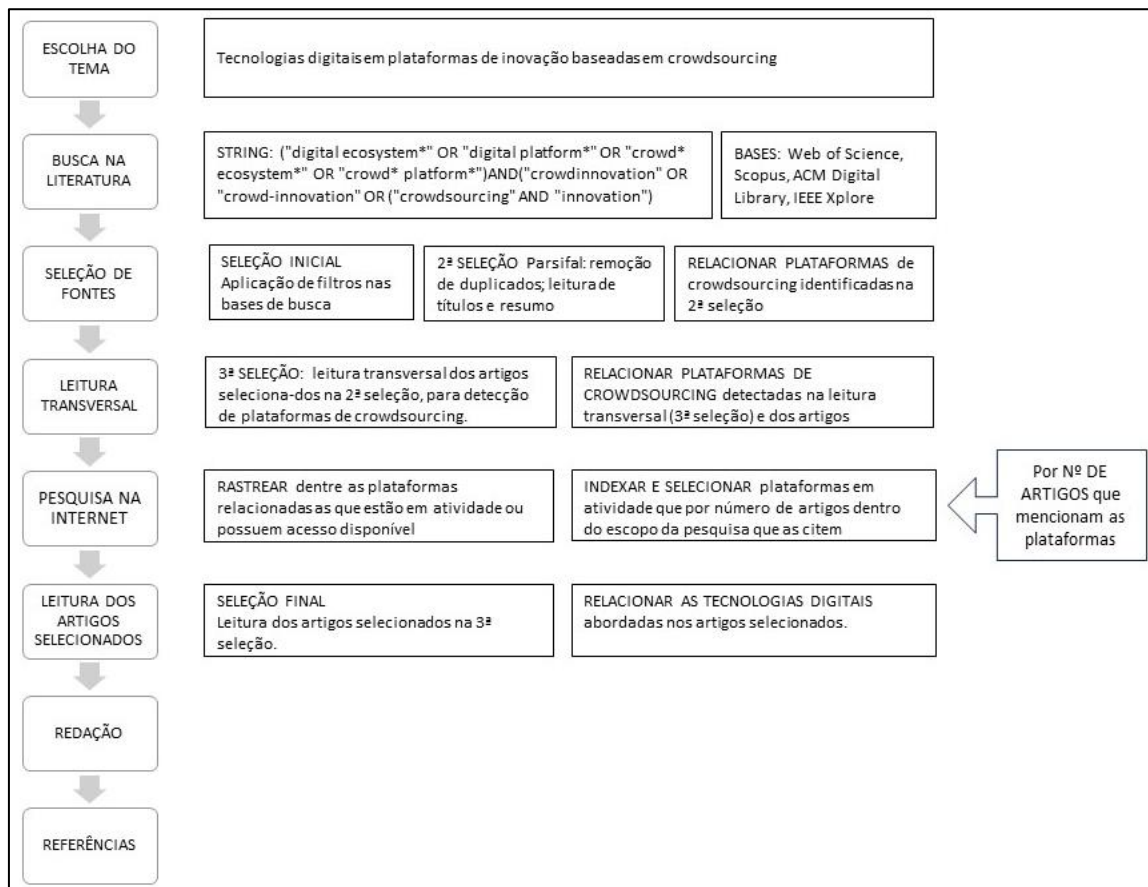 ESCOLHA DO
TEMA
Tecnologias digitaisem plataformas de inovação baseadasem crowdsourcing
BUSCA NA
LITERATURA
STRING: ("digital ecosystem*" OR "digital platform*" OR "crowd*
ecosystem*" OR "crowd* platform*")AND("crowdinnovation" OR
"crowd-innovation" OR ("crowdsourcing" AND "innovation")
BASES: Web of Science,
Scopus, ACM Digital
Library, IEEE Xplore
SELEÇÃO DE
FONTES
SELEÇÃO INICIAL
Aplicação de filtros nas
bases de busca
2ª SELEÇÃO Parsifal: remoção
de duplicados; leitura de
títulos e resumo
RELACIONAR PLATAFORMAS de
crowdsourcing identificadas na
2ª seleção
LEITURA
TRANSVERSAL
3ª SELEÇÃO: leitura transversal dos artigos
seleciona-dos na 2ª seleção, para detecção
de plataformas de crowdsourcing.
RELACIONAR PLATAFORMAS DE
CROWDSOURCING detectadas na leitura
transversal (3ª seleção) e dos artigos
PESQUISA NA
INTERNET
RASTREAR dentre as plataformas
relacionadas as que estão em atividade ou
possuem acesso disponível
INDEXAR E SELECIONAR plataformas em
atividade que por número de artigos dentro
do escopo da pesquisa que as citem
Por Nº DE
ARTIGOS que
mencionam as
plataformas
LEITURA DOS
ARTIGOS
SELECIONADOS
SELEÇÃO FINAL
Leitura dos artigos selecionados na 3ª
seleção.
RELACIONAR AS TECNOLOGIAS DIGITAIS
abordadas nos artigos selecionados.
REDAÇÃO
REFERÊNCIAS